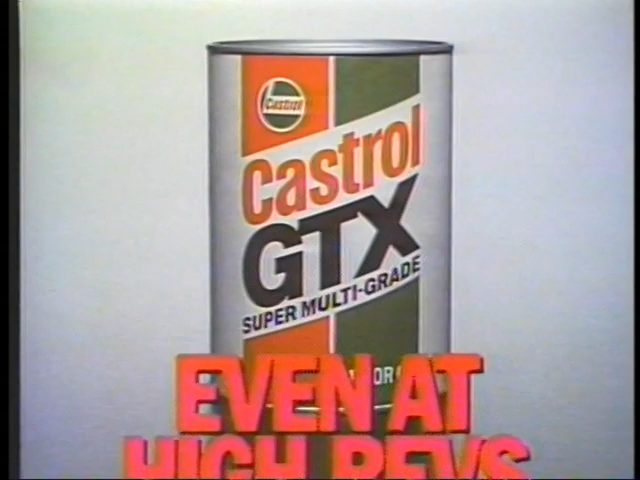 Castrol
Castrol
GTX
SUPER MULTI-GRADE
EVEN AT
HIGH REVS